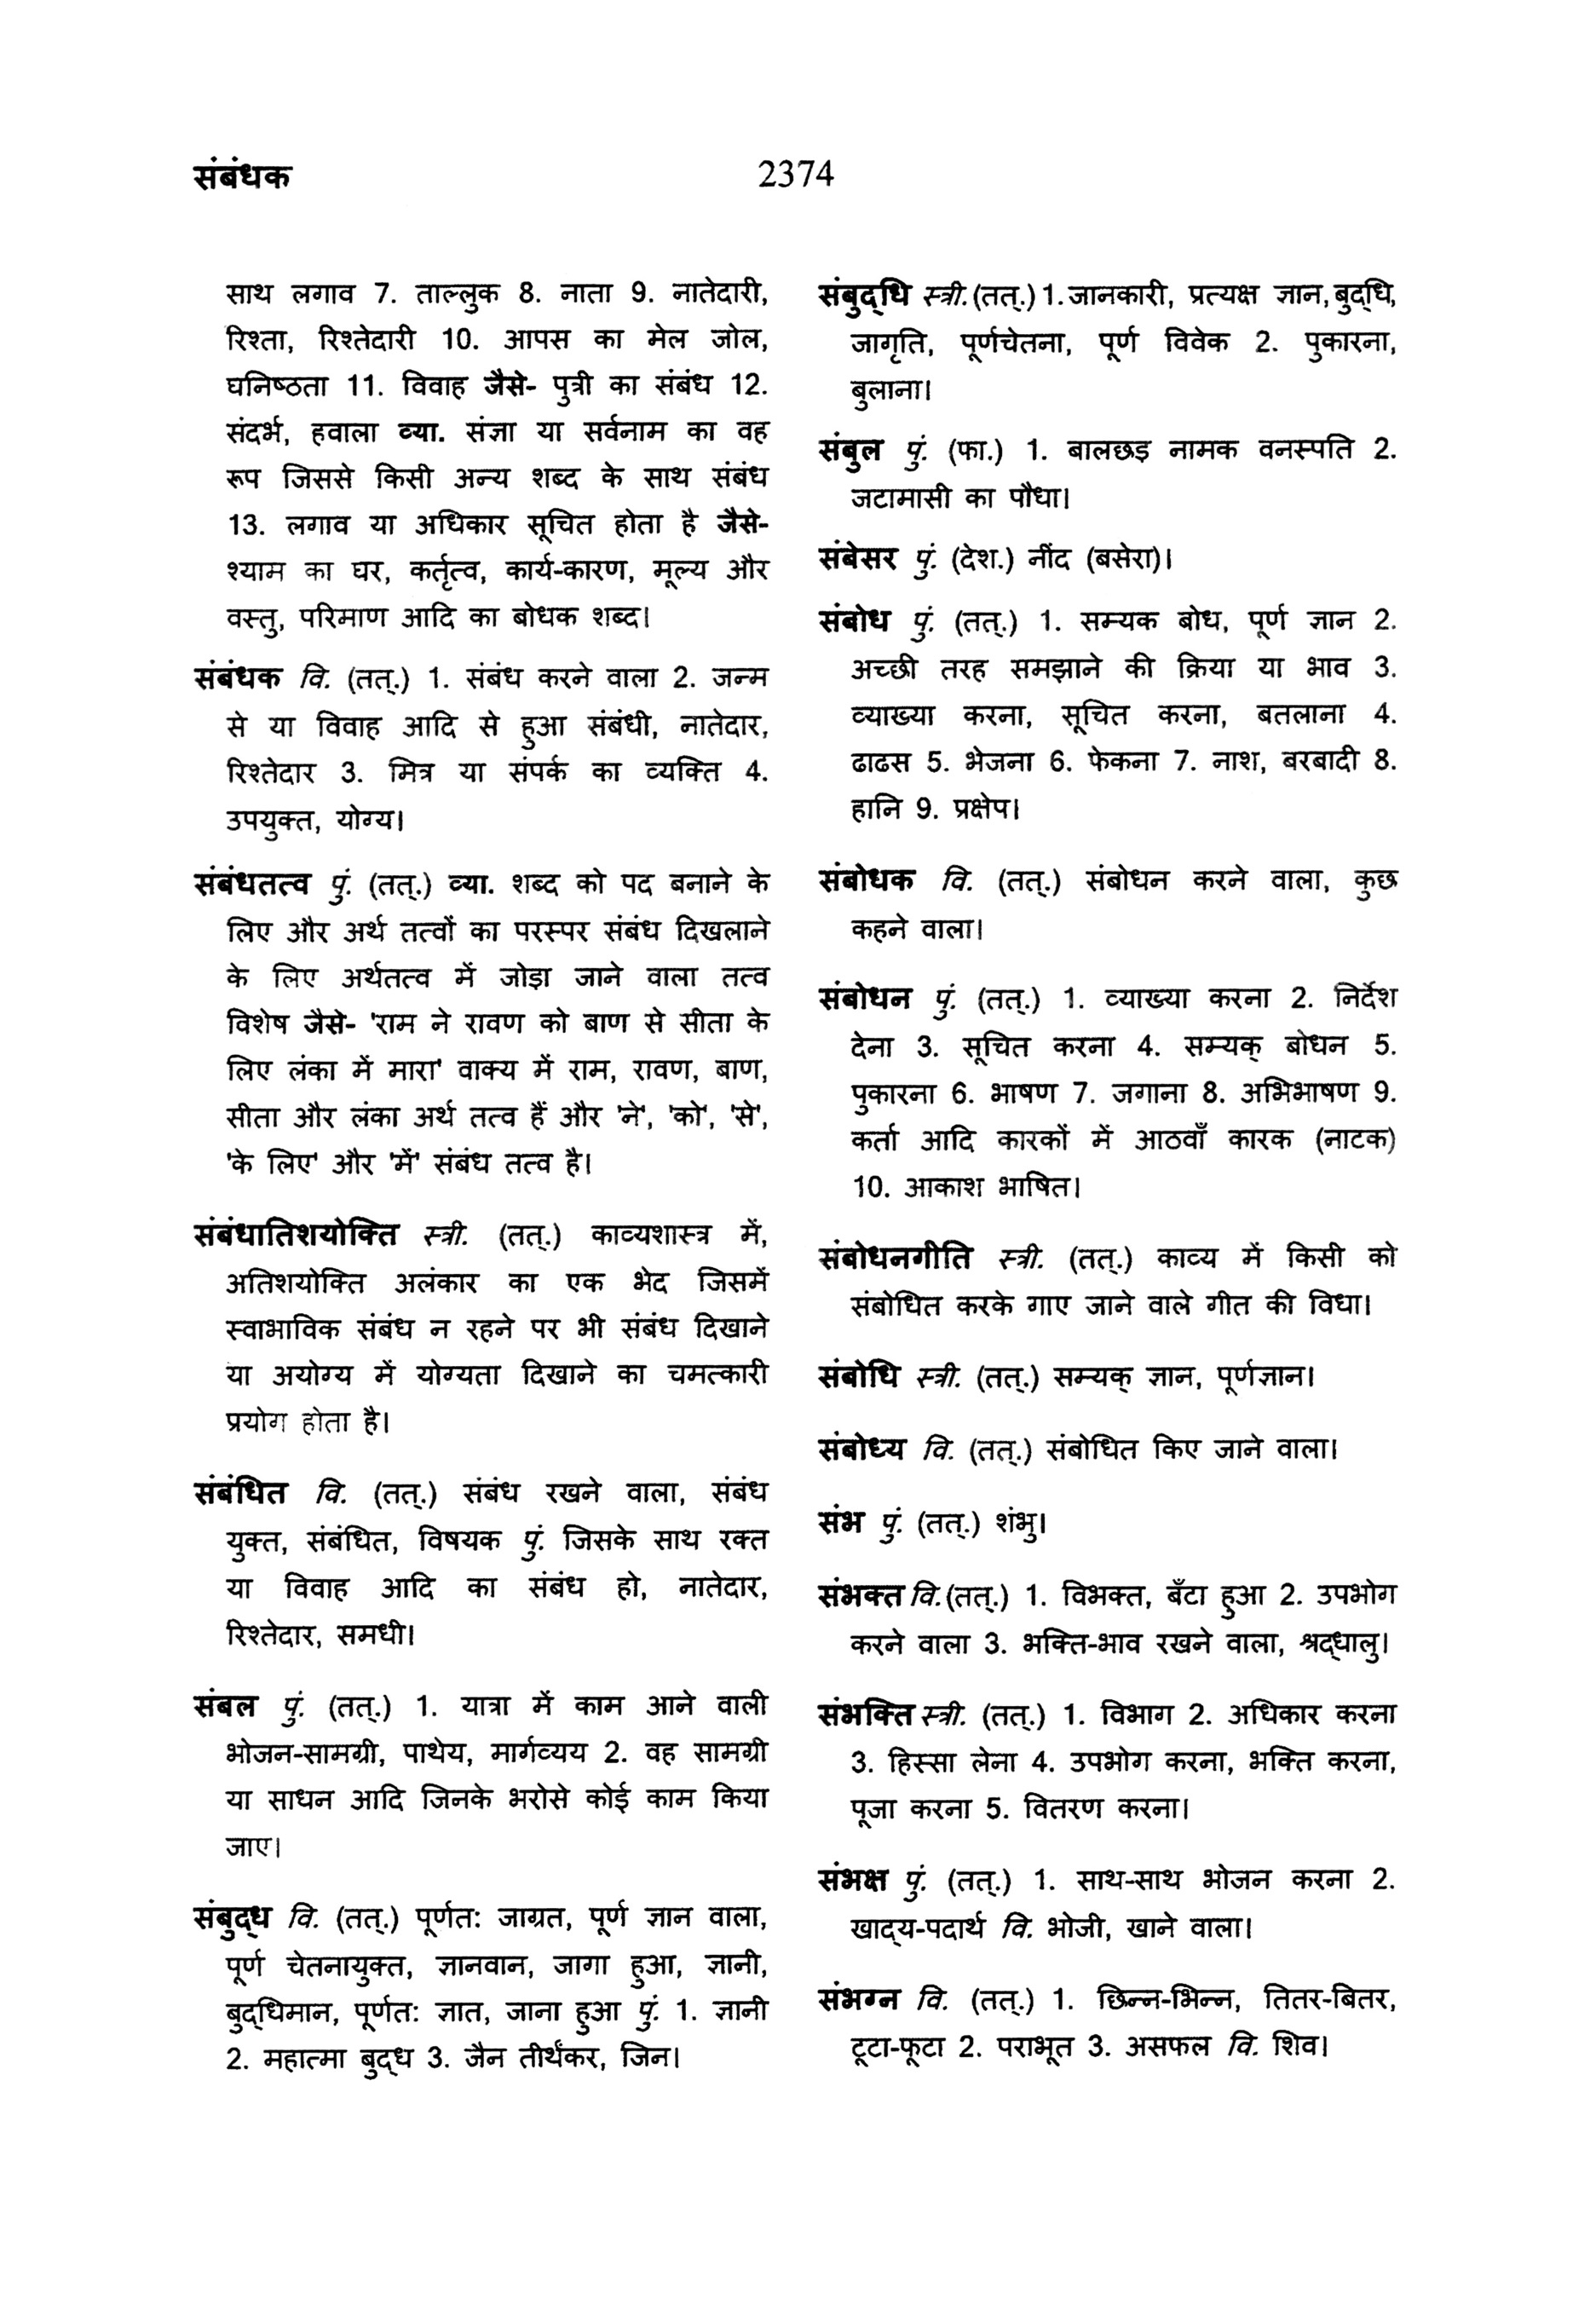 संबंधक
2374
साथ लगाव 7. ताल्लुक 8. नाता 9. नातेदारी,
रिश्ता, रिश्तेदारी 10. आपस का मेल जोल,
घनिष्ठता 11. विवाह जैसे- पुत्री का संबंध 12.
संदर्भ, हवाला व्या. संज्ञा या सर्वनाम का वह
रूप जिससे किसी अन्य शब्द के साथ संबंध
13. लगाव या अधिकार सूचित होता है जैसे-
श्याम का घर, कर्तृत्व, कार्य-कारण, मूल्य और
वस्तु, परिमाण आदि का बोधक शब्द।
संबंधक वि. (तत्.) 1. संबंध करने वाला 2. जन्म
से या विवाह आदि से हुआ संबंधी, नातेदार,
रिश्तेदार 3. मित्र या संपर्क का व्यक्ति 4.
उपयुक्त, योग्य।
संबंधतत्व पुं. (तत्.) व्या. शब्द को पद बनाने के
लिए और अर्थ तत्वों का परस्पर संबंध दिखलाने
के लिए अर्थतत्व में जोड़ा जाने वाला तत्व
विशेष जैसे- 'राम ने रावण को बाण से सीता के
लिए लंका में मारा' वाक्य में राम, रावण, बाण,
सीता और लंका अर्थ तत्व हैं और 'ने', 'को', 'से',
'के लिए' और 'में' संबंध तत्व है।
संबंधातिशयोक्ति स्त्री. (तत्.) काव्यशास्त्र में,
अतिशयोक्ति अलंकार का एक भेद जिसमें
स्वाभाविक संबंध न रहने पर भी संबंध दिखाने
या अयोग्य में योग्यता दिखाने का चमत्कारी
प्रयोग होता है।
संबंधित वि. (तत्.) संबंध रखने वाला, संबंध
युक्त, संबंधित, विषयक पुं. जिसके साथ रक्त
या विवाह आदि का संबंध हो, नातेदार,
रिश्तेदार, समधी।
संबल पुं. (तत्.) 1. यात्रा में काम आने वाली
भोजन-सामग्री, पाथेय, मार्गव्यय 2. वह सामग्री
या साधन आदि जिनके भरोसे कोई काम किया
जाए।
संबुद्ध वि. (तत्.) पूर्णत: जाग्रत, पूर्ण ज्ञान वाला,
पूर्ण चेतनायुक्त, ज्ञानवान, जागा हुआ, ज्ञानी,
बुद्धिमान, पूर्णत: ज्ञात, जाना हुआ पुं. 1. ज्ञानी
2. महात्मा बुद्ध 3. जैन तीर्थंकर, जिन।
संबुद्धि स्त्री. (तत्.) 1. जानकारी, प्रत्यक्ष ज्ञान, बुद्धि,
जागृति, पूर्णचेतना, पूर्ण विवेक 2. पुकारना,
बुलाना।
संबुल पुं. (फा.) 1. बालछड़ नामक वनस्पति 2.
जटामासी का पौधा।
संबेसर पुं. (देश.) नींद (बसेरा)।
संबोध पुं. (तत्.) 1. सम्यक बोध, पूर्ण ज्ञान 2.
अच्छी तरह समझाने की क्रिया या भाव 3.
व्याख्या करना, सूचित करना, बतलाना 4.
ढाढस 5. भेजना 6. फेकना 7. नाश, बरबादी 8.
हानि 9. प्रक्षेप।
संबोधक वि. (तत्.) संबोधन करने वाला, कुछ
कहने वाला।
संबोधन पुं. (तत्.) 1. व्याख्या करना 2. निर्देश
देना 3. सूचित करना 4. सम्यक् बोधन 5.
पुकारना 6. भाषण 7. जगाना 8. अभिभाषण 9.
कर्ता आदि कारकों में आठवाँ कारक (नाटक)
10. आकाश भाषित।
संबोधनगीति स्त्री. (तत्.) काव्य में किसी को
संबोधित करके गाए जाने वाले गीत की विधा।
संबोधि स्त्री. (तत्.) सम्यक् ज्ञान, पूर्णज्ञान।
संबोध्य वि. (तत्.) संबोधित किए जाने वाला।
संभ पुं. (तत्.) शंभु।
संभक्त वि. (तत्.) 1. विभक्त, बँटा हुआ 2. उपभोग
करने वाला 3. भक्ति-भाव रखने वाला, श्रद्धालु।
संभक्ति स्त्री. (तत्.) 1. विभाग 2. अधिकार करना
3. हिस्सा लेना 4. उपभोग करना, भक्ति करना,
पूजा करना 5. वितरण करना।
संभक्ष पुं. (तत्.) 1. साथ-साथ भोजन करना 2.
खाद्य-पदार्थ वि. भोजी, खाने वाला।
संभग्न वि. (तत्.) 1. छिन्न-भिन्न, तितर-बितर,
टूटा-फूटा 2. पराभूत 3. असफल वि. शिव।